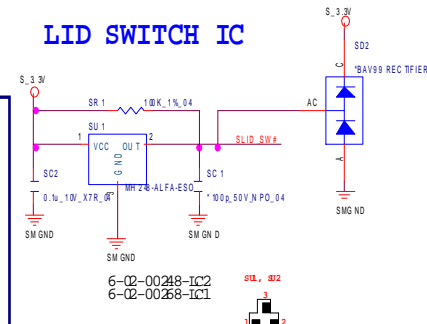 LID SWITCH IC
S_3.3V
SD2
*BAV99 RECTIFIER
C
AC
A
SMGND
S_3.3V
SR1
100K_1%_04
SU1
1
VCC
OUT
2
GND
3
SLID_SW#
MH248-ALFA-ESO
SC2
0.1u_10V_X7R_04
SC1
*100p_50V_NPO_04
SMGND
SMGND
SMGND
6-02-00248-LC2
6-02-00268-LC1
SU1, SU2
3
1
2